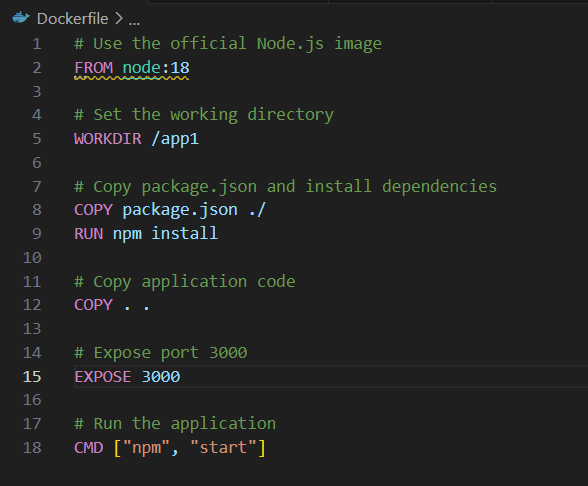 Dockerfile > ...
1 # Use the official Node.js image
2 FROM node:18
3
4 # Set the working directory
5 WORKDIR /app1
6
7 # Copy package.json and install dependencies
8 COPY package.json ./
9 RUN npm install
10
11 # Copy application code
12 COPY . .
13
14 # Expose port 3000
15 EXPOSE 3000
16
17 # Run the application
18 CMD ["npm", "start"]